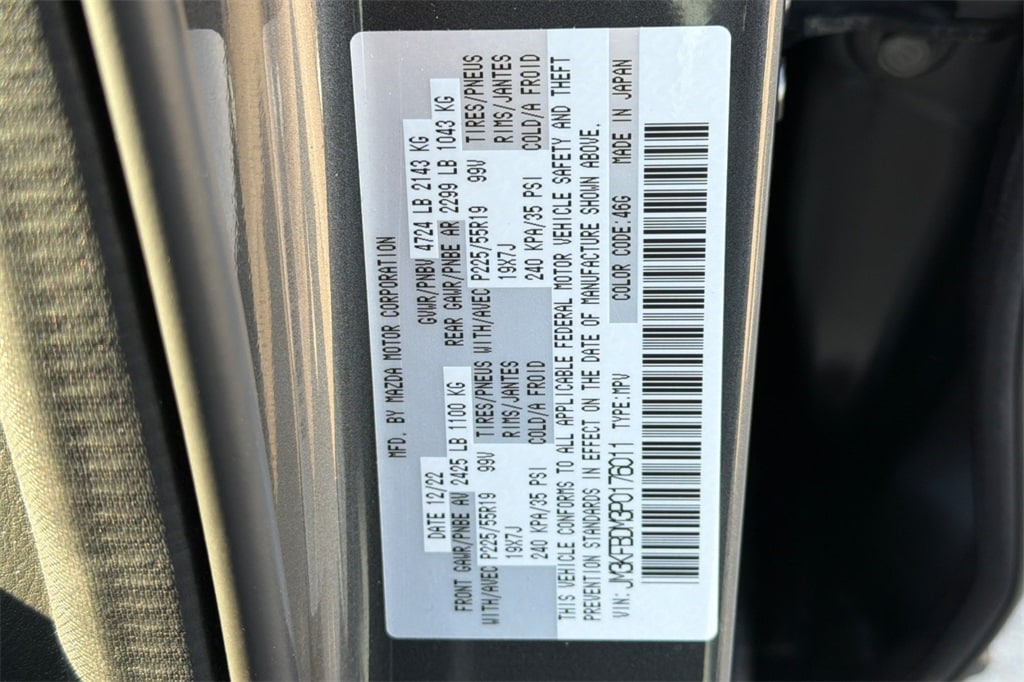 MFD. BY MAZDA MOTOR CORPORATION
DATE 12/22 GVWR/PNBV 4724 LB 2143 KG
FRONT GAWR/PNBE AV 2425 LB 1100 KG REAR GAWR/PNBE AR 2299 LB 1043 KG
WITH/AVEC P225/55R19 99V TIRES/PNEUS WITH/AVEC P225/55R19 99V TIRES/PNEUS
19X7J RIMS/JANTES 19X7J RIMS/JANTES
240 KPA/35 PSI COLD/A FROID 240 KPA/35 PSI COLD/A FROID
THIS VEHICLE CONFORMS TO ALL APPLICABLE FEDERAL MOTOR VEHICLE SAFETY AND THEFT
PREVENTION STANDARDS IN EFFECT ON THE DATE OF MANUFACTURE SHOWN ABOVE.
VIN: JM3KFBDM3P0176011 TYPE:MPV COLOR CODE:46G MADE IN JAPAN